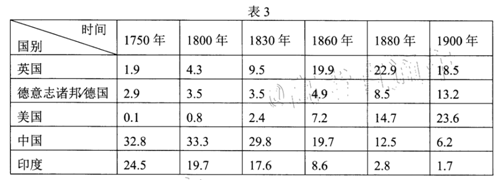 表 3
时间
国别 1750 年 1800 年 1830 年 1860 年 1880 年 1900 年
英国 1.9 4.3 9.5 19.9 22.9 18.5
德意志诸邦/德国 2.9 3.5 3.5 4.9 8.5 13.2
美国 0.1 0.8 2.4 7.2 14.7 23.6
中国 32.8 33.3 29.8 19.7 12.5 6.2
印度 24.5 19.7 17.6 8.6 2.8 1.7